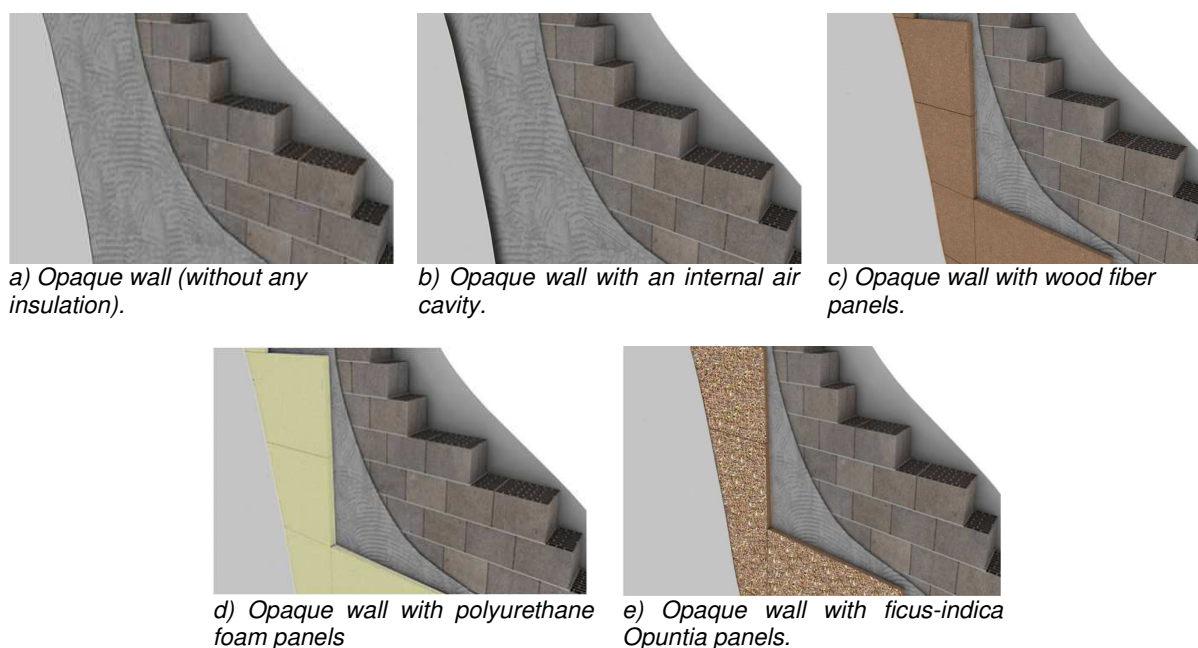 a) Opaque wall (without any
insulation).
b) Opaque wall with an internal air
cavity.
c) Opaque wall with wood fiber
panels.
d) Opaque wall with polyurethane
foam panels
e) Opaque wall with ficus-indica
Opuntia panels.